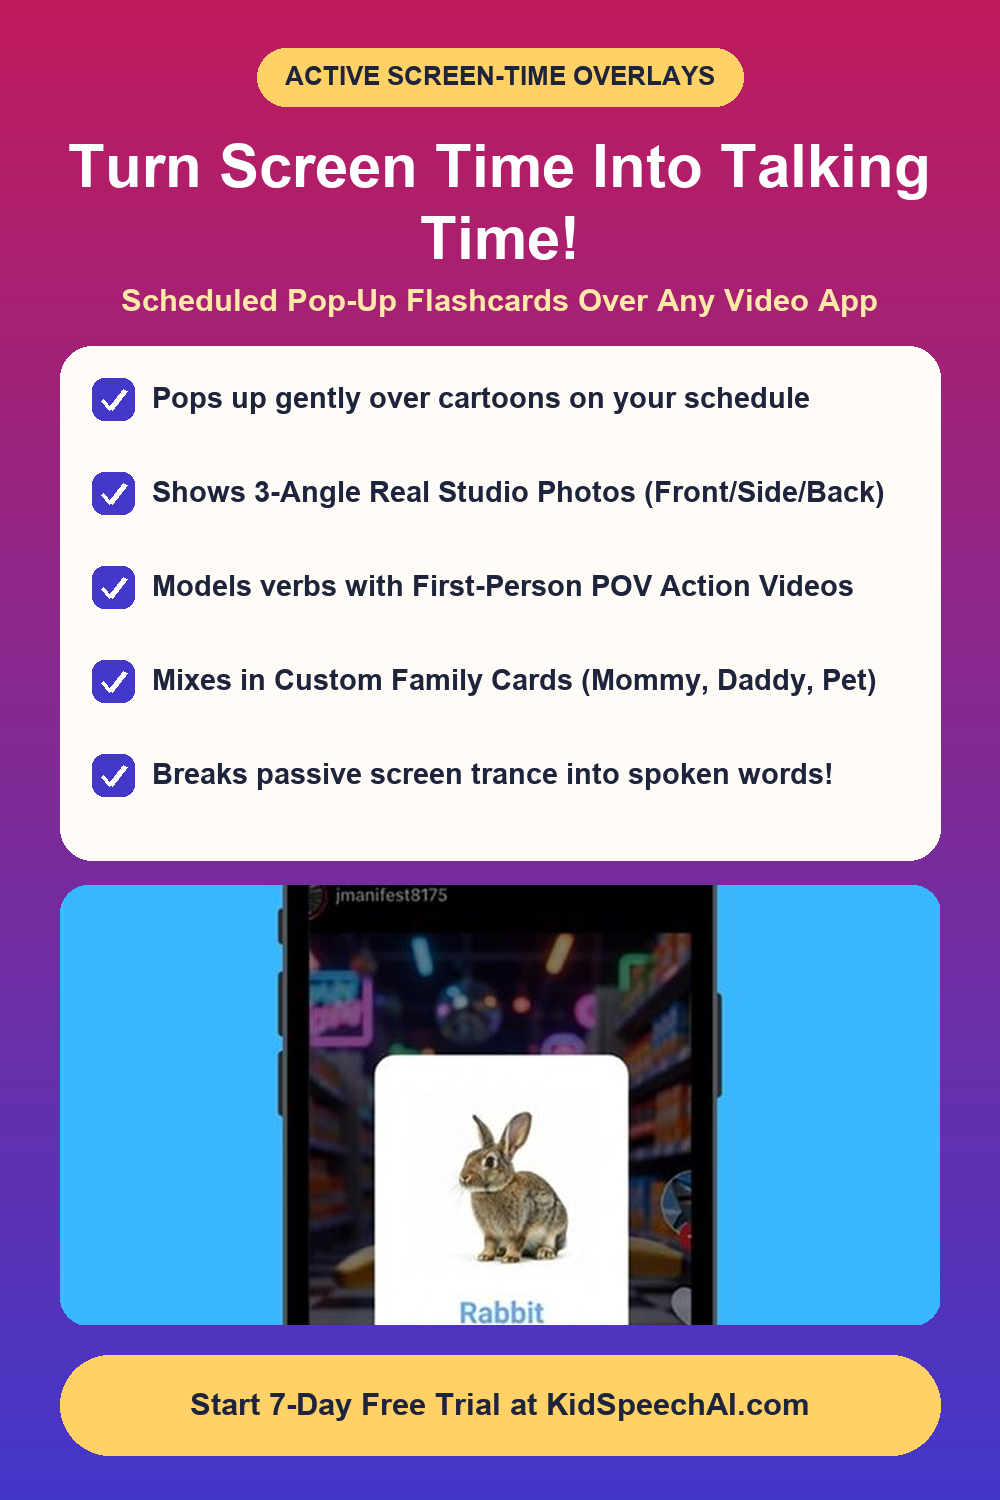 ACTIVE SCREEN-TIME OVERLAYS
Turn Screen Time Into Talking
Time!
Scheduled Pop-Up Flashcards Over Any Video App
Pops up gently over cartoons on your schedule
Shows 3-Angle Real Studio Photos (Front/Side/Back)
Models verbs with First-Person POV Action Videos
Mixes in Custom Family Cards (Mommy, Daddy, Pet)
Breaks passive screen trance into spoken words!
jmanifest8175
Rabbit
Start 7-Day Free Trial at KidSpeechAI.com